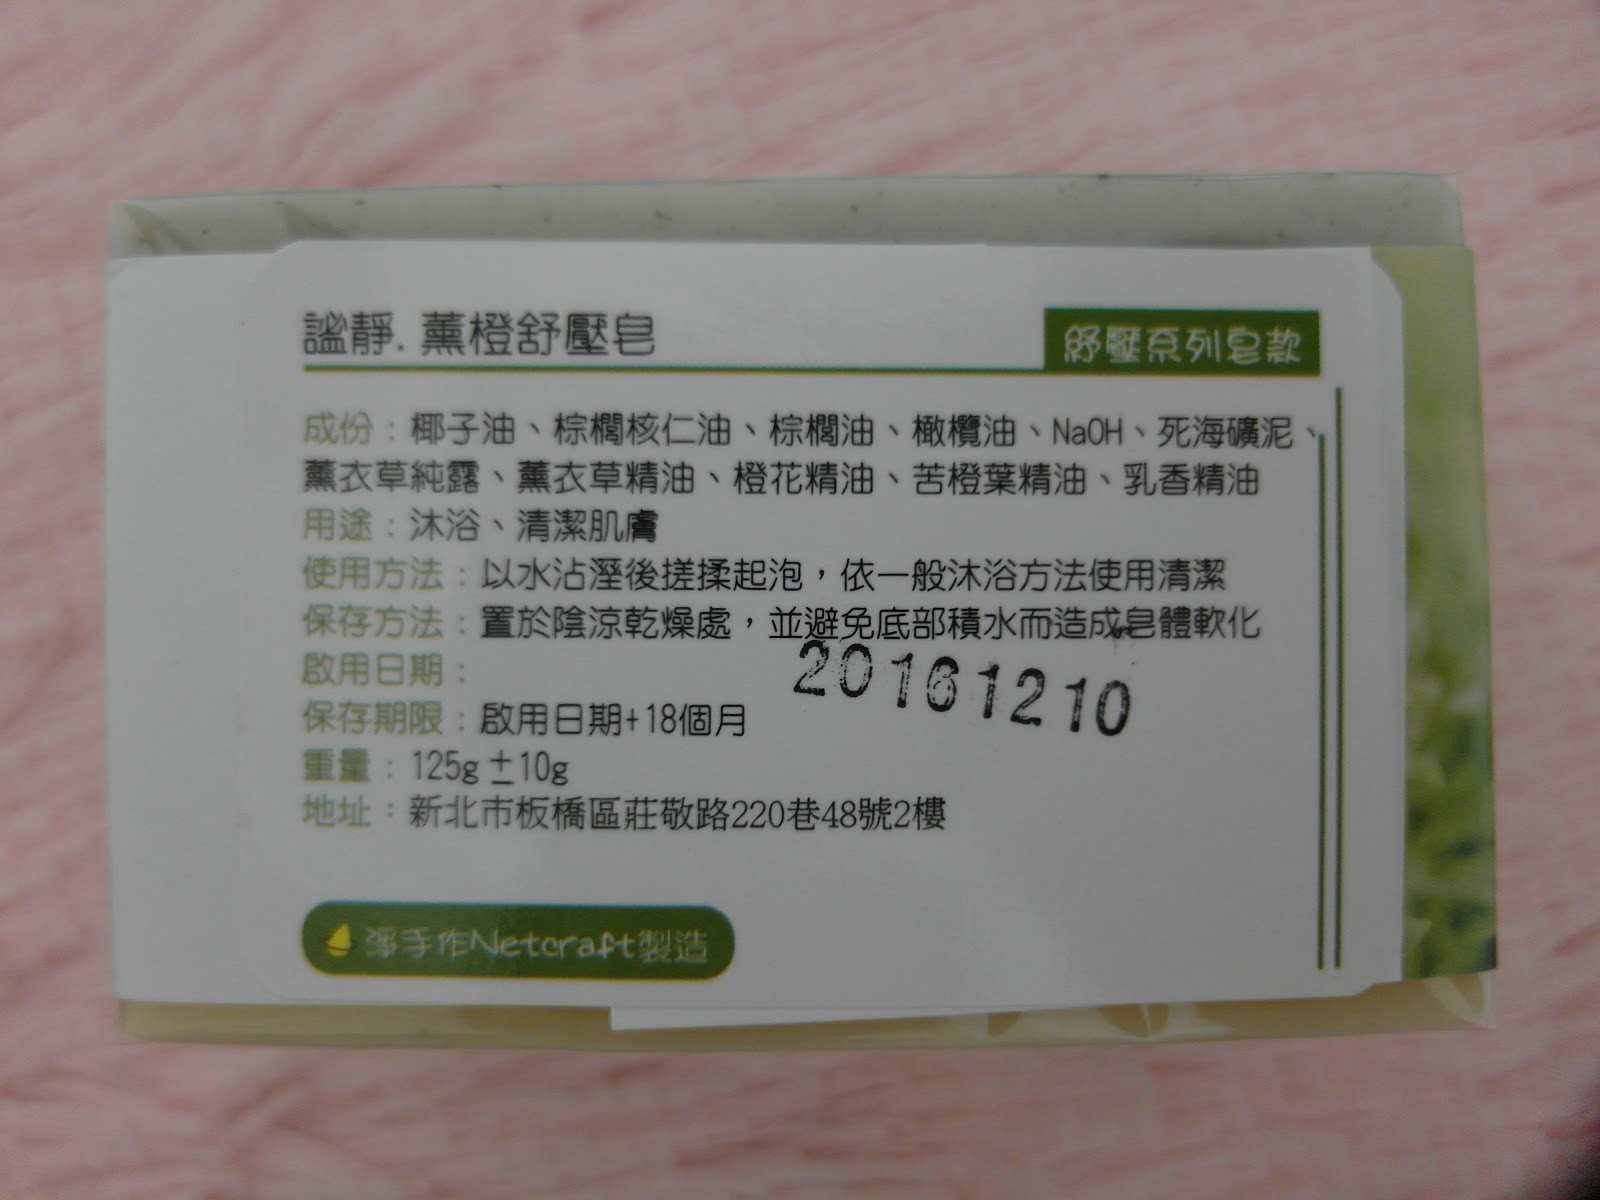 謐靜. 薰橙舒壓皂
紓壓系列皂款
成份：椰子油、棕櫚核仁油、棕櫚油、橄欖油、NaOH、死海礦泥、
薰衣草純露、薰衣草精油、橙花精油、苦橙葉精油、乳香精油
用途：沐浴、清潔肌膚
使用方法：以水沾溼後搓揉起泡，依一般沐浴方法使用清潔
保存方法：置於陰涼乾燥處，並避免底部積水而造成皂體軟化
啟用日期：
20161210
保存期限：啟用日期+18個月
重量：125g±10g
地址：新北市板橋區莊敬路220巷48號2樓
淨手作Netcraft製造